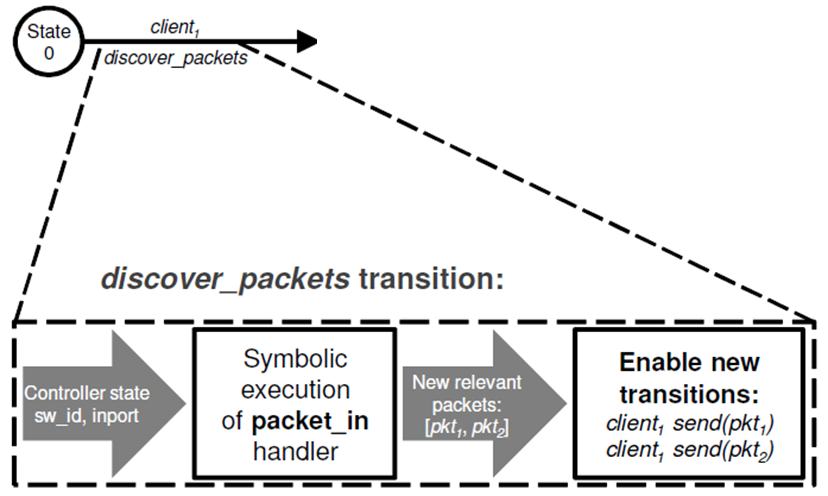 State
0
client₁
discover_packets
discover_packets transition:
Controller state
sw_id, inport
Symbolic
execution
of packet_in
handler
New relevant
packets:
[pkt₁, pkt₂]
Enable new
transitions:
client₁ send(pkt₁)
client₁ send(pkt₂)